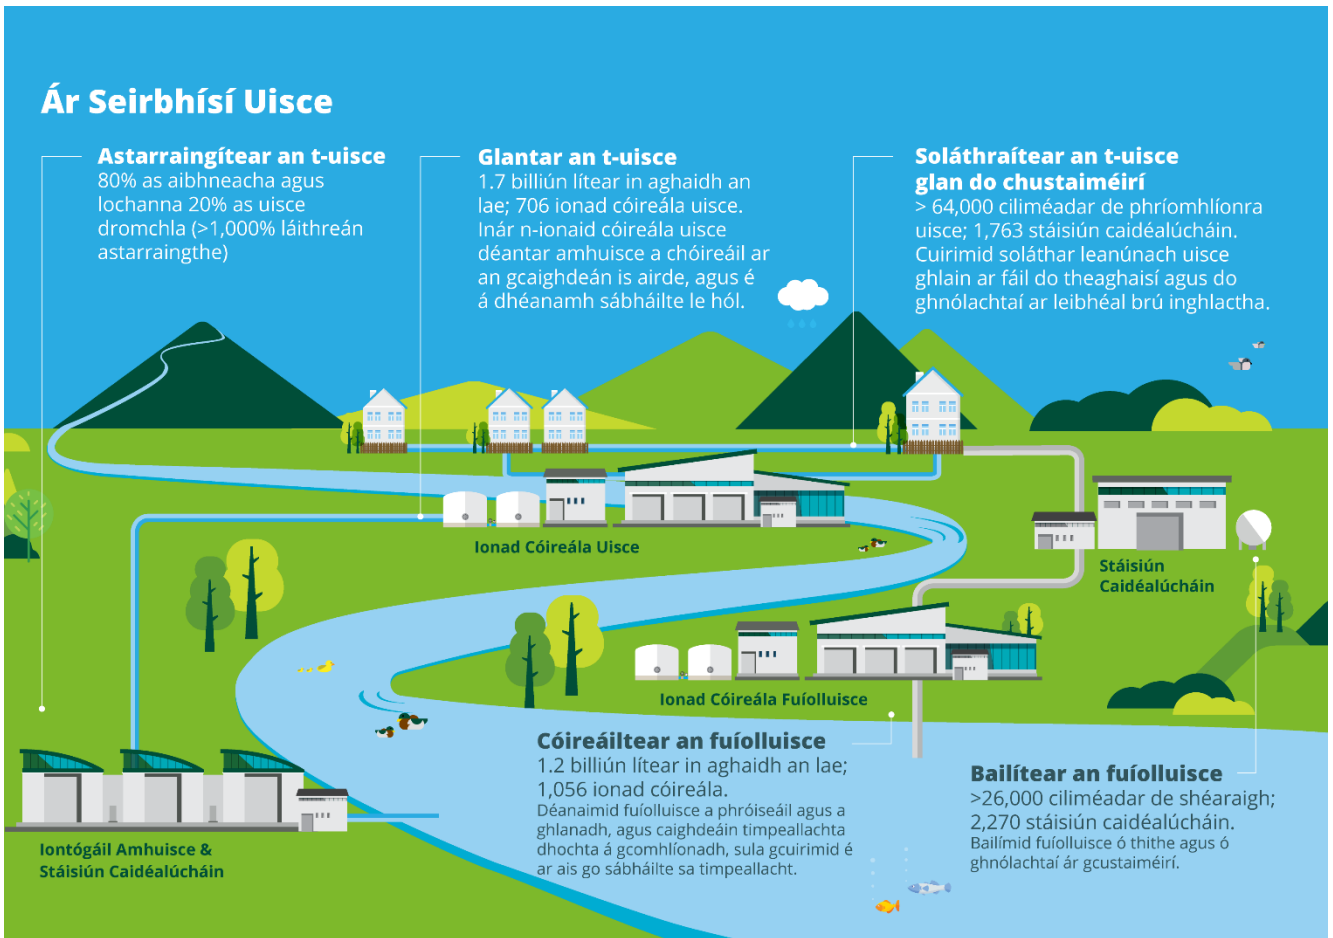 Ár Seirbhísí Uisce
Astarraingítear an t-uisce
80% as aibhneacha agus
lochanna 20% as uisce
dromchla (>1,000% láithreán
astarraingthe)
Glantar an t-uisce
1.7 billiún lítear in aghaidh an
lae; 706 ionad cóireála uisce.
Inár n-ionaid cóireála uisce
déantar amhuisce a chóireáil ar
an gcaighdeán is airde, agus é
á dhéanamh sábháilte le hól.
Soláthraítear an t-uisce
glan do chustaiméirí
> 64,000 ciliméadar de phríomhlíonra
uisce; 1,763 stáisiún caidéalúcháin.
Cuirimid soláthar leanúnach uisce
ghlain ar fáil do theaghaisí agus do
ghnólachtaí ar leibhéal brú inghlactha.
Ionad Cóireála Uisce
Stáisiún
Caidéalúcháin
Ionad Cóireála Fuíolluisce
Cóireáiltear an fuíolluisce
1.2 billiún lítear in aghaidh an lae;
1,056 ionad cóireála.
Déanaimid fuíolluisce a phróiseáil agus a
ghlanadh, agus caighdeáin timpeallachta
dhochta á gcomhlíonadh, sula gcuirimid é
ar ais go sábháilte sa timpeallacht.
Bailítear an fuíolluisce
>26,000 ciliméadar de shéaraigh;
2,270 stáisiún caidéalúcháin.
Bailímid fuíolluisce ó thithe agus ó
ghnólachtaí ár gcustaiméirí.
Iontógáil Amhuisce &
Stáisiún Caidéalúcháin